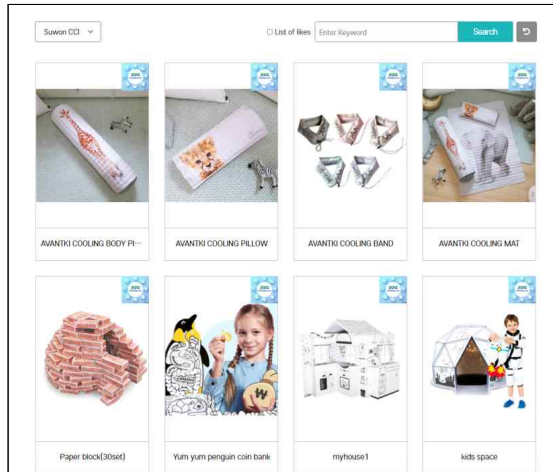 Suwon CCI
List of likes
Enter Keyword
Search
AVANTKI COOLING BODY PI···
AVANTKI COOLING PILLOW
AVANTKI COOLING BAND
AVANTKI COOLING MAT
Paper block(30set)
Yum yum penguin coin bank
myhouse1
kids space